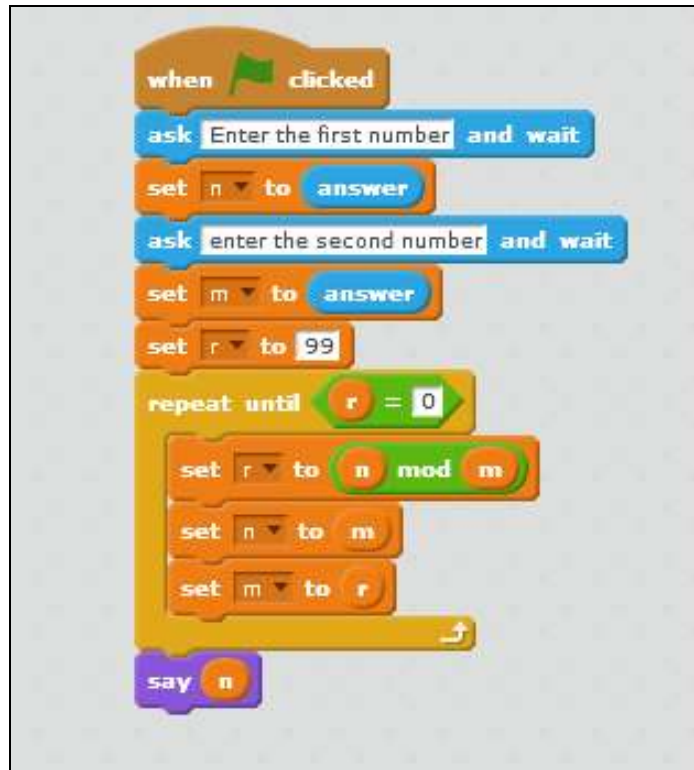 when clicked
ask Enter the first number and wait
set n to answer
ask enter the second number and wait
set m to answer
set r to 99
repeat until r = 0
set r to n mod m
set n to m
set m to r
say n